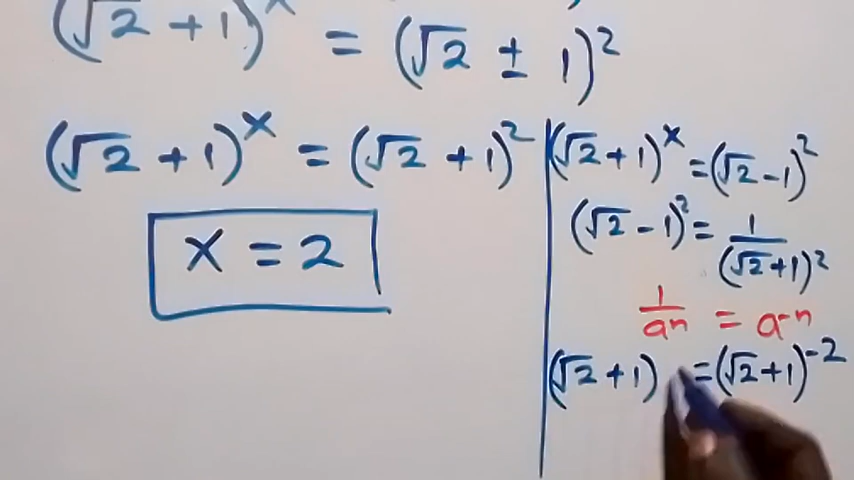 (√2 + 1)^x = (√2 ± 1)^2
(√2 + 1)^x = (√2 + 1)^2
x = 2
(√2 + 1)^x = (√2 - 1)^2
(√2 - 1)^2 = 1/(√2 + 1)^2
1/a^n = a^-n
(√2 + 1) = (√2 + 1)^-2